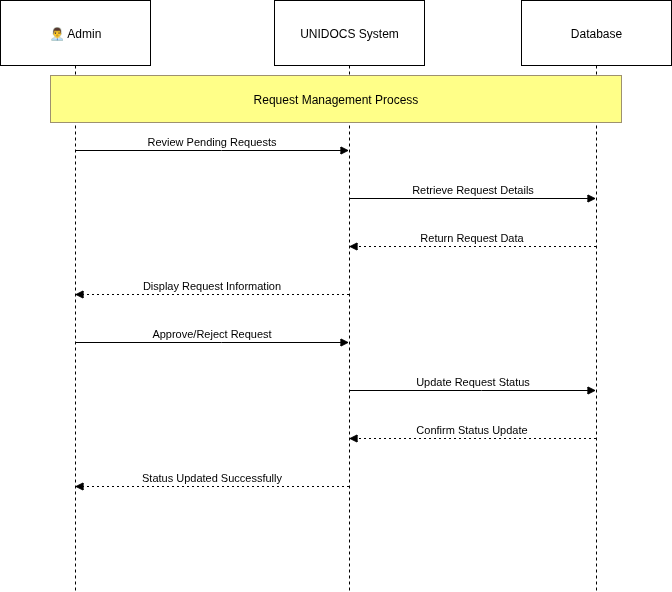 👨‍💼 Admin
UNIDOCS System
Database
Request Management Process
Review Pending Requests
Retrieve Request Details
Return Request Data
Display Request Information
Approve/Reject Request
Update Request Status
Confirm Status Update
Status Updated Successfully